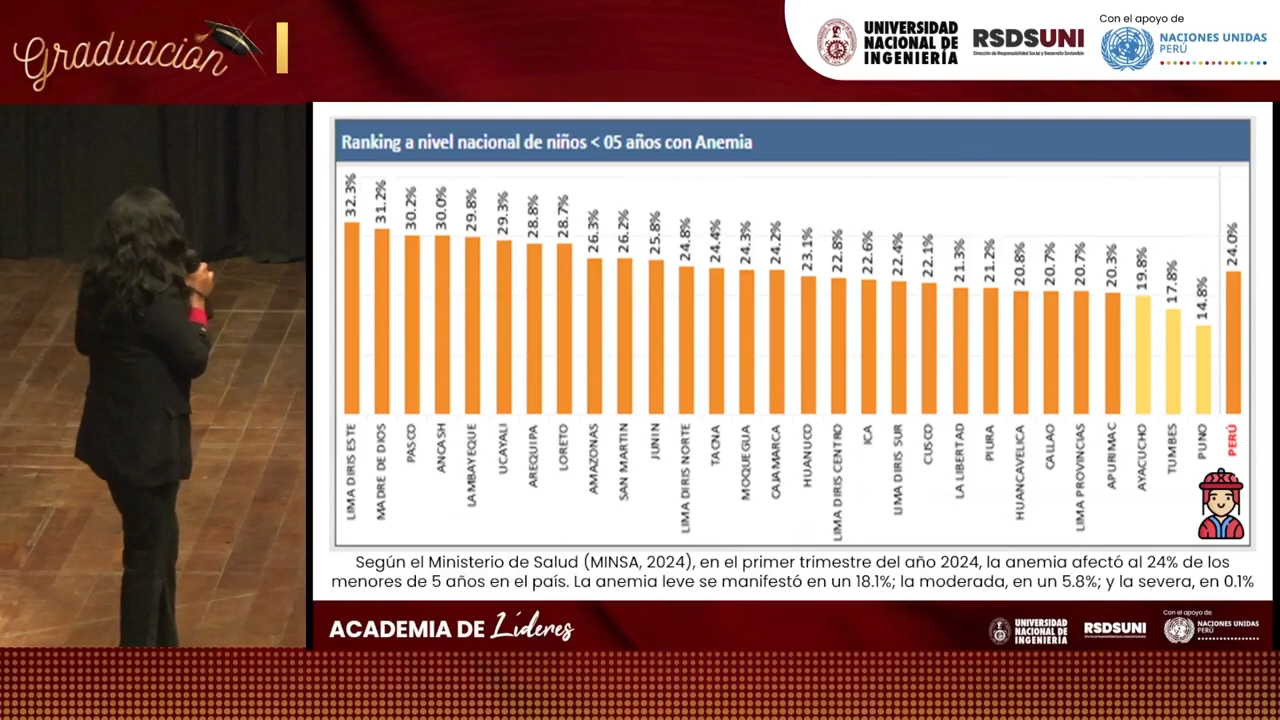 Graduación
UNIVERSIDAD
NACIONAL DE
INGENIERÍA
RSDSUNI
Dirección de Responsabilidad Social y Desarrollo Sostenible
Con el apoyo de
NACIONES UNIDAS
PERÚ
Ranking a nivel nacional de niños < 05 años con Anemia
32.3%
31.2%
30.2%
30.0%
29.8%
29.3%
28.8%
28.7%
26.3%
26.2%
25.8%
24.8%
24.4%
24.3%
24.2%
23.1%
22.8%
22.6%
22.4%
22.1%
21.3%
21.2%
20.8%
20.7%
20.7%
20.3%
19.8%
17.8%
14.8%
24.0%
LIMA DIRIS ESTE
MADRE DE DIOS
PASCO
ANCASH
LAMBAYEQUE
UCAYALI
AREQUIPA
LORETO
AMAZONAS
SAN MARTIN
JUNIN
LIMA DIRIS NORTE
TACNA
MOQUEGUA
CAJAMARCA
HUANUCO
LIMA DIRIS CENTRO
ICA
LIMA DIRIS SUR
CUSCO
LA LIBERTAD
PIURA
HUANCAVELICA
CALLAO
LIMA PROVINCIAS
APURIMAC
AYACUCHO
TUMBES
PUNO
PERÚ
Según el Ministerio de Salud (MINSA, 2024), en el primer trimestre del año 2024, la anemia afectó al 24% de los
menores de 5 años en el país. La anemia leve se manifestó en un 18.1%; la moderada, en un 5.8%; y la severa, en 0.1%
ACADEMIA DE Líderes
UNIVERSIDAD
NACIONAL DE
INGENIERÍA
RSDSUNI
Con el apoyo de
NACIONES UNIDAS
PERÚ